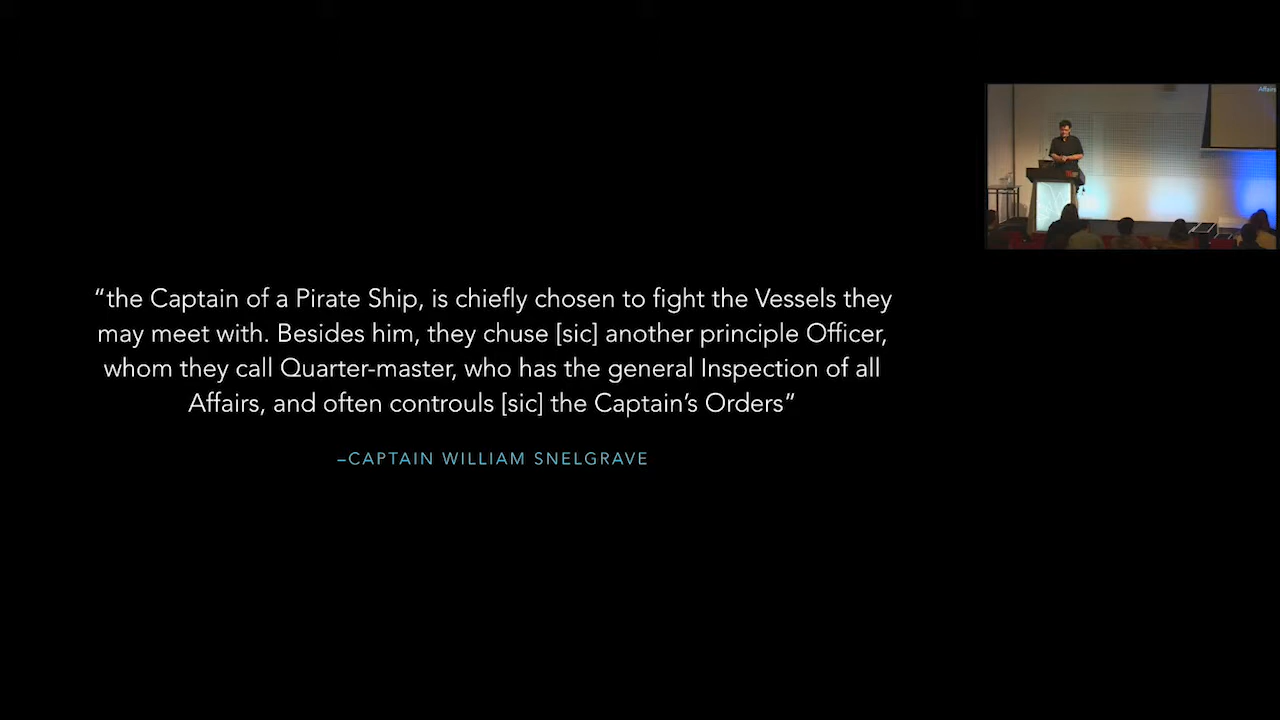 “the Captain of a Pirate Ship, is chiefly chosen to fight the Vessels they
may meet with. Besides him, they chuse [sic] another principle Officer,
whom they call Quarter-master, who has the general Inspection of all
Affairs, and often controuls [sic] the Captain’s Orders“
–CAPTAIN WILLIAM SNELGRAVE
Affairs